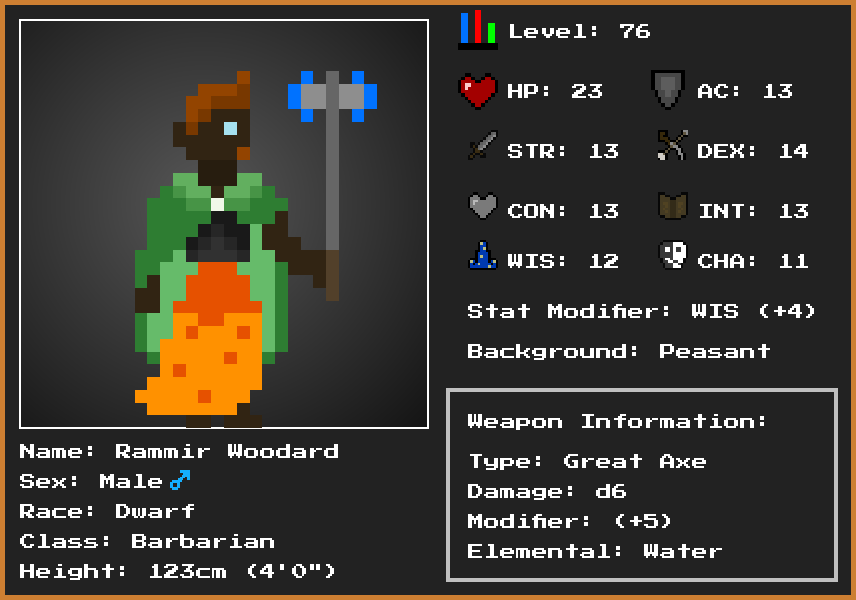 Level: 76
HP: 23
AC: 13
STR: 13
DEX: 14
CON: 13
INT: 13
WIS: 12
CHA: 11
Stat Modifier: WIS (+4)
Background: Peasant
Weapon Information:
Type: Great Axe
Damage: d6
Modifier: (+5)
Elemental: Water
Name: Rammir Woodard
Sex: Male♂
Race: Dwarf
Class: Barbarian
Height: 123cm (4'0")